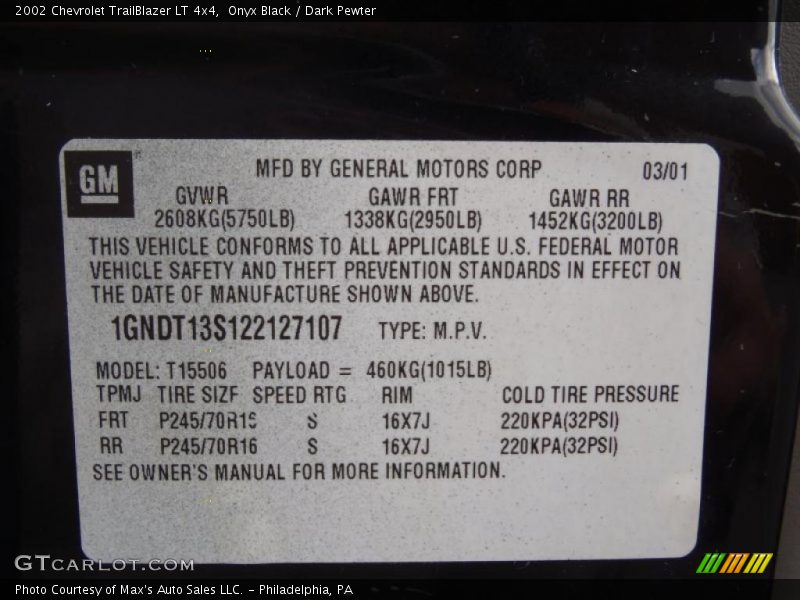 2002 Chevrolet TrailBlazer LT 4x4, Onyx Black / Dark Pewter
GM MFD BY GENERAL MOTORS CORP 03/01
GVWR GAWR FRT GAWR RR
2608KG(5750LB) 1338KG(2950LB) 1452KG(3200LB)
THIS VEHICLE CONFORMS TO ALL APPLICABLE U.S. FEDERAL MOTOR
VEHICLE SAFETY AND THEFT PREVENTION STANDARDS IN EFFECT ON
THE DATE OF MANUFACTURE SHOWN ABOVE.
1GNDT13S122127107 TYPE: M.P.V.
MODEL: T15506 PAYLOAD = 460KG(1015LB)
TPMJ TIRE SIZE SPEED RTG RIM COLD TIRE PRESSURE
FRT P245/70R16 S 16X7J 220KPA(32PSI)
RR P245/70R16 S 16X7J 220KPA(32PSI)
SEE OWNER'S MANUAL FOR MORE INFORMATION.
GTCARLOT.COM
Photo Courtesy of Max's Auto Sales LLC. - Philadelphia, PA